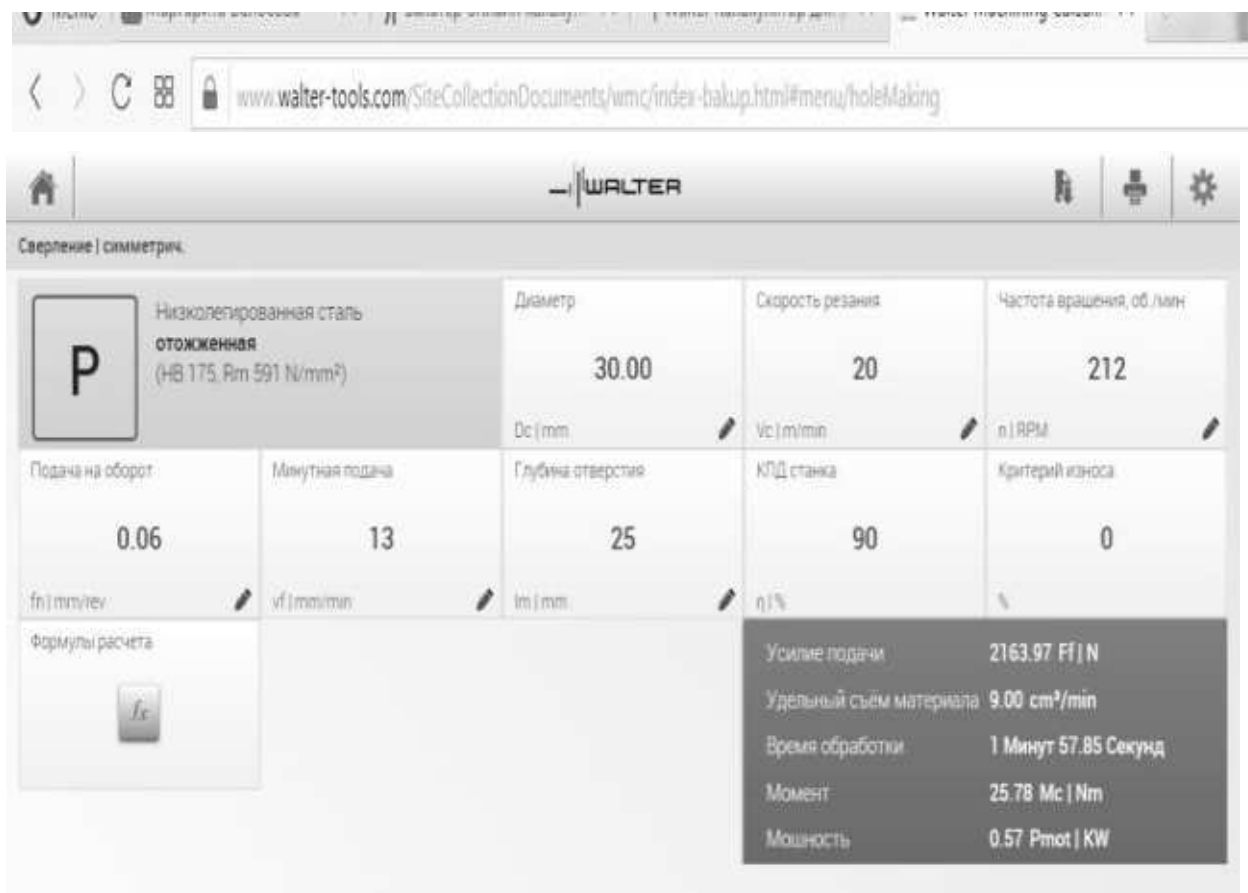 www.walter-tools.com/SiteCollectionDocuments/wmc/index-bakup.html#menu/holeMaking
WALTER
Сверление | симметрич.
P
Низколегированная сталь
отожженная
(HB 175, Rm 591 N/mm²)
Диаметр
30.00
Dc | mm
Скорость резания
20
Vc | m/min
Частота вращения, об./мин
212
n | RPM
Подача на оборот
0.06
fn | mm/rev
Минутная подача
13
vf | mm/min
Глубина отверстия
25
lm | mm
КПД станка
90
η | %
Критерий износа
0
%
Формулы расчета
fx
Усилие подачи 2163.97 Ff | N
Удельный съём материала 9.00 cm³/min
Время обработки 1 Минут 57.85 Секунд
Момент 25.78 Mc | Nm
Мошность 0.57 Pmot | KW